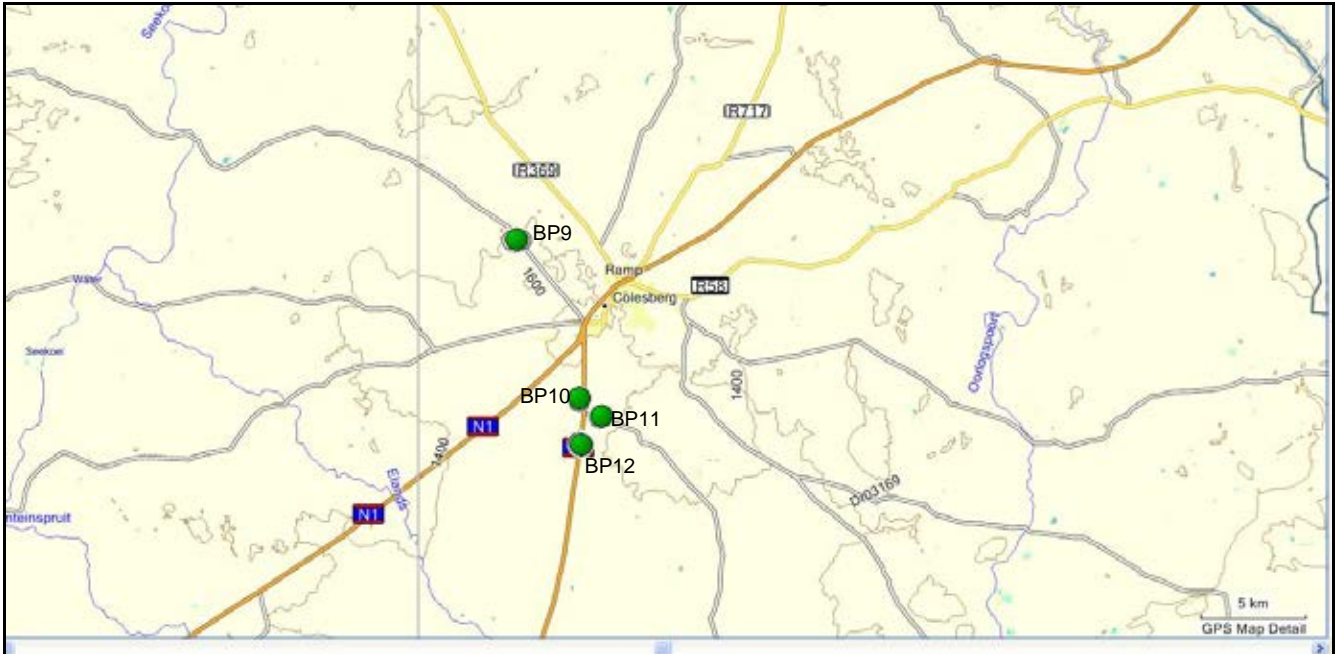 Seekoei
R717
R369
BP9
1600
Ramp
Water
R58
Colesberg
Oorlogspoort
Seekoei
1400
BP10
BP11
N1
1400
BP12
Elands
Dr03169
N1
nteinspruit
5 km
GPS Map Detail